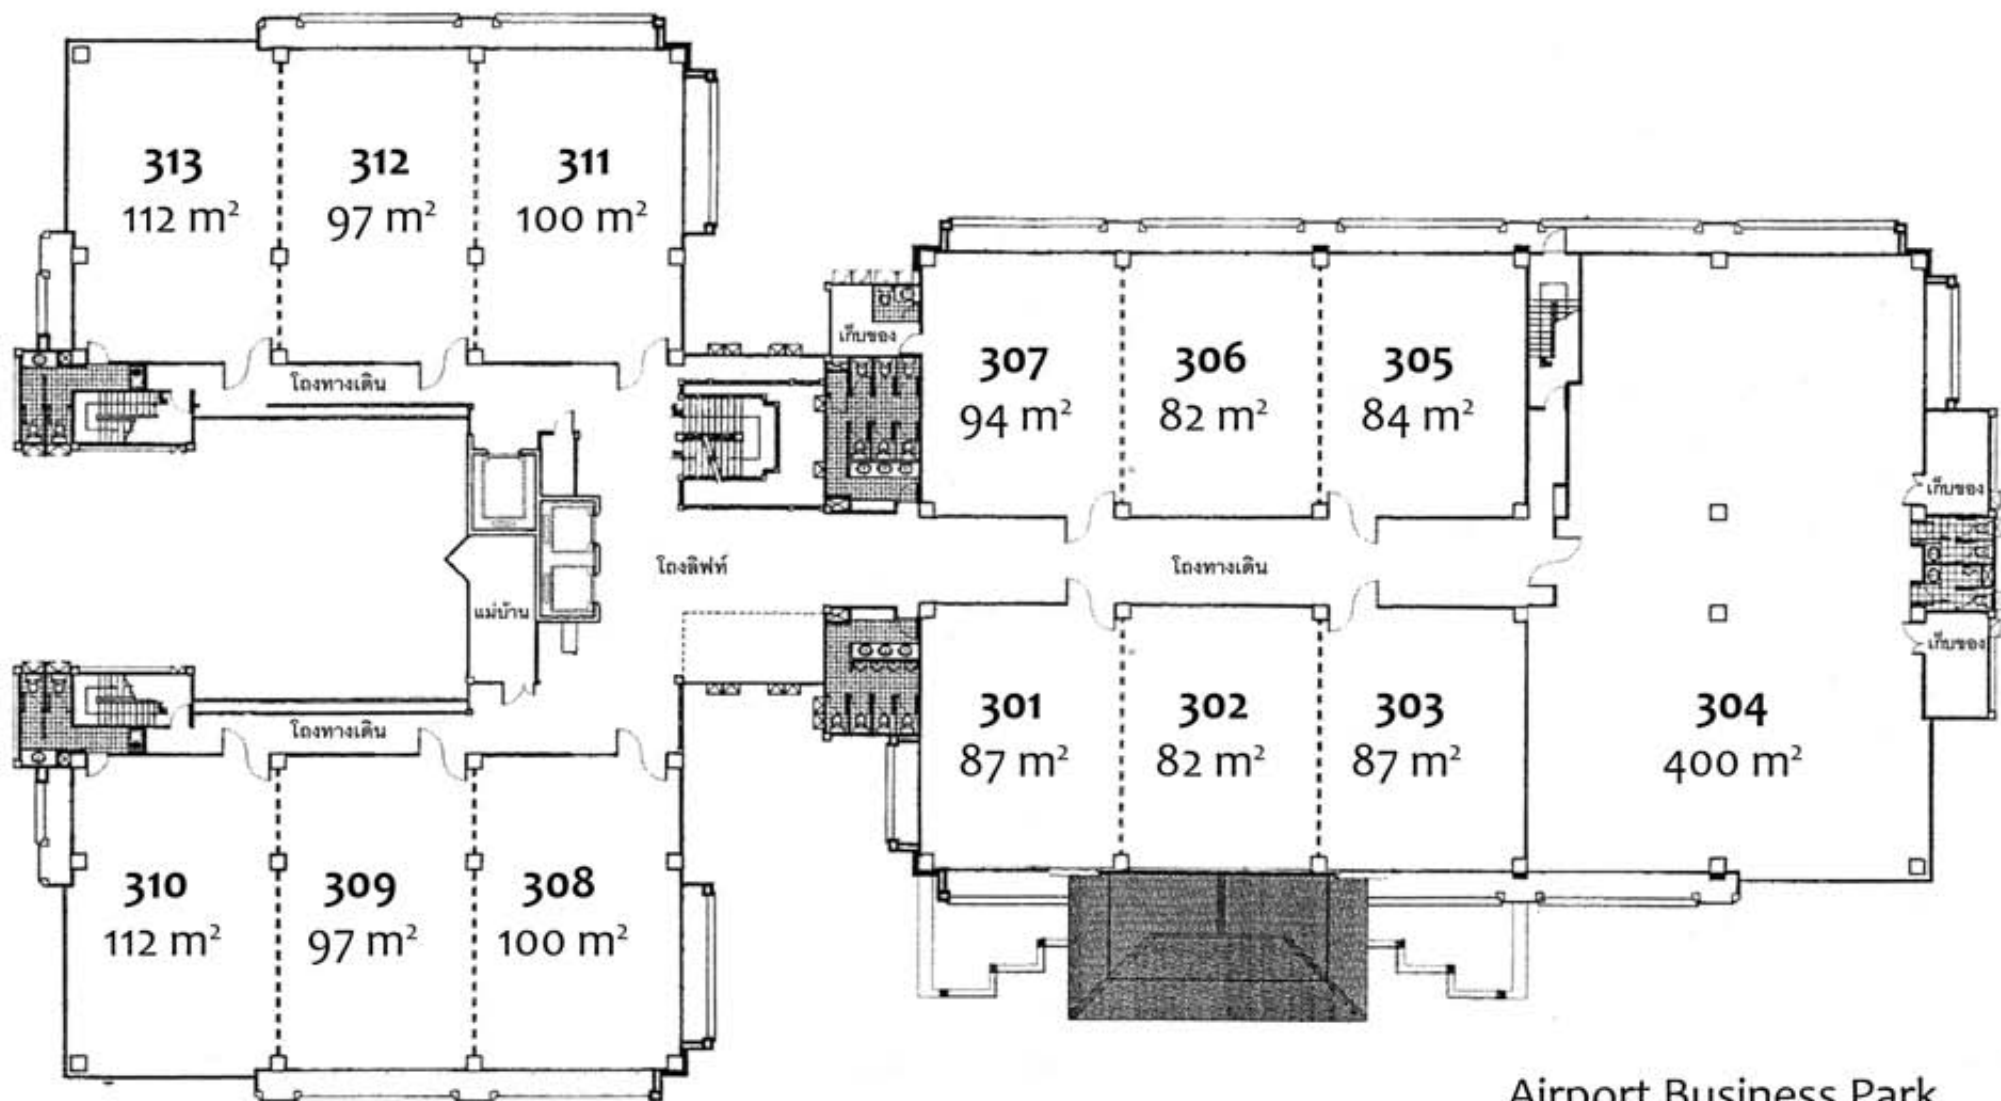 313
112 m²
312
97 m²
311
100 m²
โถงทางเดิน
เก็บของ
307
94 m²
306
82 m²
305
84 m²
เก็บของ
โถงลิฟท์
โถงทางเดิน
แม่บ้าน
เก็บของ
301
87 m²
302
82 m²
303
87 m²
304
400 m²
โถงทางเดิน
310
112 m²
309
97 m²
308
100 m²
Airport Business Park